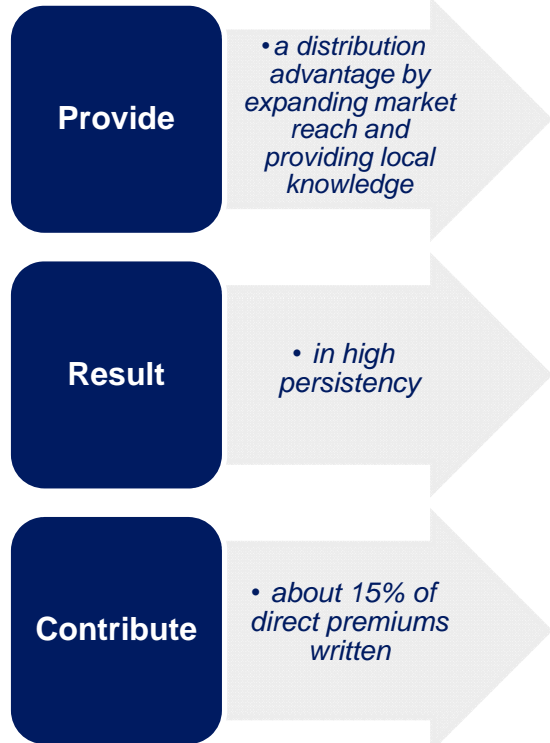 Provide
• a distribution
advantage by
expanding market
reach and
providing local
knowledge
Result
• in high
persistency
Contribute
• about 15% of
direct premiums
written